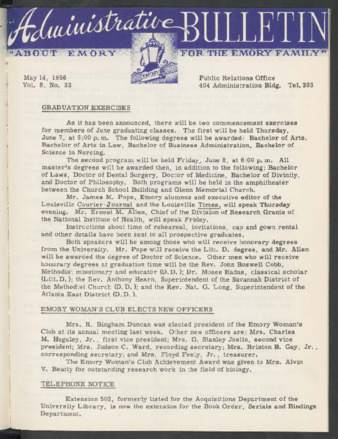 Administrative BULLETIN
"ABOUT EMORY FOR THE EMORY FAMILY"
May 14, 1956 Public Relations Office
Vol. 8, No. 33 404 Administration Bldg. Tel. 393
GRADUATION EXERCISES
As it has been announced, there will be two commencement exercises
for members of June graduating classes. The first will be held Thursday,
June 7, at 5:00 p.m. The following degrees will be awarded: Bachelor of Arts,
Bachelor of Arts in Law, Bachelor of Business Administration, Bachelor of
Science in Nursing.
The second program will be held Friday, June 8, at 6:00 p.m. All
master's degrees will be awarded then, in addition to the following: Bachelor
of Laws, Doctor of Dental Surgery, Doctor of Medicine, Bachelor of Divinity,
and Doctor of Philosophy. Both programs will be held in the amphitheater
between the Church School Building and Glenn Memorial Church.
Mr. James M. Pope, Emory alumnus and executive editor of the
Louisville Courier-Journal and the Louisville Times, will speak Thursday
evening. Mr. Ernest M. Allen, Chief of the Division of Research Grants of
the National Institute of Health, will speak Friday.
Instructions about time of rehearsal, invitations, cap and gown rental
and other details have been sent to all prospective graduates.
Both speakers will be among those who will receive honorary degrees
from the University. Mr. Pope will receive the Litt. D. degree, and Mr. Allen
will be awarded the degree of doctor of Science. Other men who will receive
honorary degrees at graduation time will be the Rev. John Boswell Cobb,
Methodist missionary and educator (D.D.); Dr. Moses Hadas, classical scholar
(Litt.D.); the Rev. Anthony Hearn, Superintendent of the Savannah District of
the Methodist Church (D.D.); and the Rev. Nat. G. Long, Superintendent of the
Atlanta East District (D.D.).
EMORY WOMAN'S CLUB ELECTS NEW OFFICERS
Mrs. R. Bingham Duncan was elected president of the Emory Woman's
Club at its annual meeting last week. Other new officers are: Mrs. Charles
M. Huguley, Jr., first vice president; Mrs. G. Stanley Joslin, second vice
president; Mrs. Judson C. Ward, recording secretary; Mrs. Brinton B. Gay, Jr.,
corresponding secretary; and Mrs. Floyd Feely, Jr., treasurer.
The Emory Woman's Club Achievement Award was given to Mrs. Alvin
V. Beatty for outstanding research work in the field of biology.
TELEPHONE NOTICE
Extension 502, formerly listed for the Acquisitions Department of the
University Library, is now the extension for the Book Order, Serials and Bindings
Department.